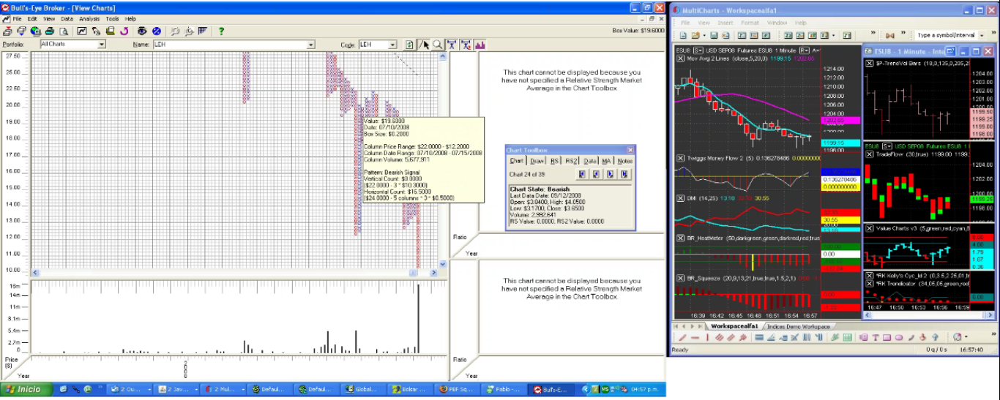 Bull's-Eye Broker - [View Charts]
File Edit View Data Analysis Tools Help
Box Value: $19.6000
Portfolio: All Charts Name: LEH Code: LEH
27.50
25.00
22.00
20.00
19.00
18.00
17.00
16.00
15.00
14.00
13.00
12.00
11.00
10.00
Value: $19.6000
Date: 07/10/2008
Box Size: $0.2000
Column Price Range: $22.0000 - $12.2000
Column Date Range: 07/10/2008 - 07/15/2008
Column Volume: 5,677,911
Pattern: Bearish Signal
Vertical Count: $0.0000
($22.0000 - 3 * $10.3000)
Horizontal Count: $16.5000
($24.0000 - 5 columns * 3 * $0.5000)
16m
14m
11m
8.1m
5.4m
2.7m
0
Price
($)
Year
2
0
0
8
This chart cannot be displayed because you
have not specified a Relative Strength Market
Average in the Chart Toolbox
Chart Toolbox
Chart Draw RS RS2 Data MA Notes
Chart 24 of 39
Chart State: Bearish
Last Data Date: 09/12/2008
Open: $3.8400, High: $4.0500
Low: $3.1700, Close: $3.6500
Volume: 2,992,641
RS Value: 0.0000, RS2 Value: 0.0000
Ratio
Year
This chart cannot be displayed because you
have not specified a Relative Strength Market
Average in the Chart Toolbox
Ratio
Year
Inicio
2 Ou...
2 Jav...
2 Mul...
Defaul...
Defaul...
Global...
Bolsar ...
PBF Sq...
Pablo -...
Bull's-E...
04:57 p.m.
MultiCharts - Workspacealfa1
File View Insert Format Window Help
Type a symbol/interval
ESU8 USD SEP08 Futures ESU8 1 Minute
Mov Avg 2 Lines (close,5,20,0) 1199.15 1202.65
1214.00
1212.00
1210.00
1208.00
1206.00
1204.00
1202.65
1200.00
1199.15
1196.00
Twiggs Money Flow 2 (5) 0.136278486 0.0000000
0.136278486
0.00000000
DMI (14,25) 13.18 30.55
30.55
20.00
13.18
BR_HeatMeter (50,darkgreen,green,darkred,red,true
0.00
BR_Squeeze (20,9,13,21,true,true,1.5,2,1)
16:39 16:42 16:45 16:48 16:51 16:54 16:57
Workspacealfa1 Indices Demo Workspace
Ready
0 q / 0 s 16:57:40
ESU8 - 1 Minute - Inte
$P-TrendVol Bars (18,0,135,0,205,2
1204.00
1202.00
1201.00
1200.00
1199.50
1199.25
1198.00
ESU8 USD SEP08 Futures ESU8 1
TradeFlow (30,true) 1199.00 1199.
1204.00
1202.00
1200.00
1199.25
1198.00
Value Charts v3 (5,green,red,cyan,
8.00
4.00
1.79
1.07
0.36
*RK Kelly's Cyc_id 2 (0,3.5,2.25,01,tr
*RK Trendicator (34,05,05,green,red
0.00
16:47 16:50 16:53 16:56 16:59